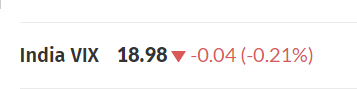 India VIX 18.98 ▼ -0.04 (-0.21%)